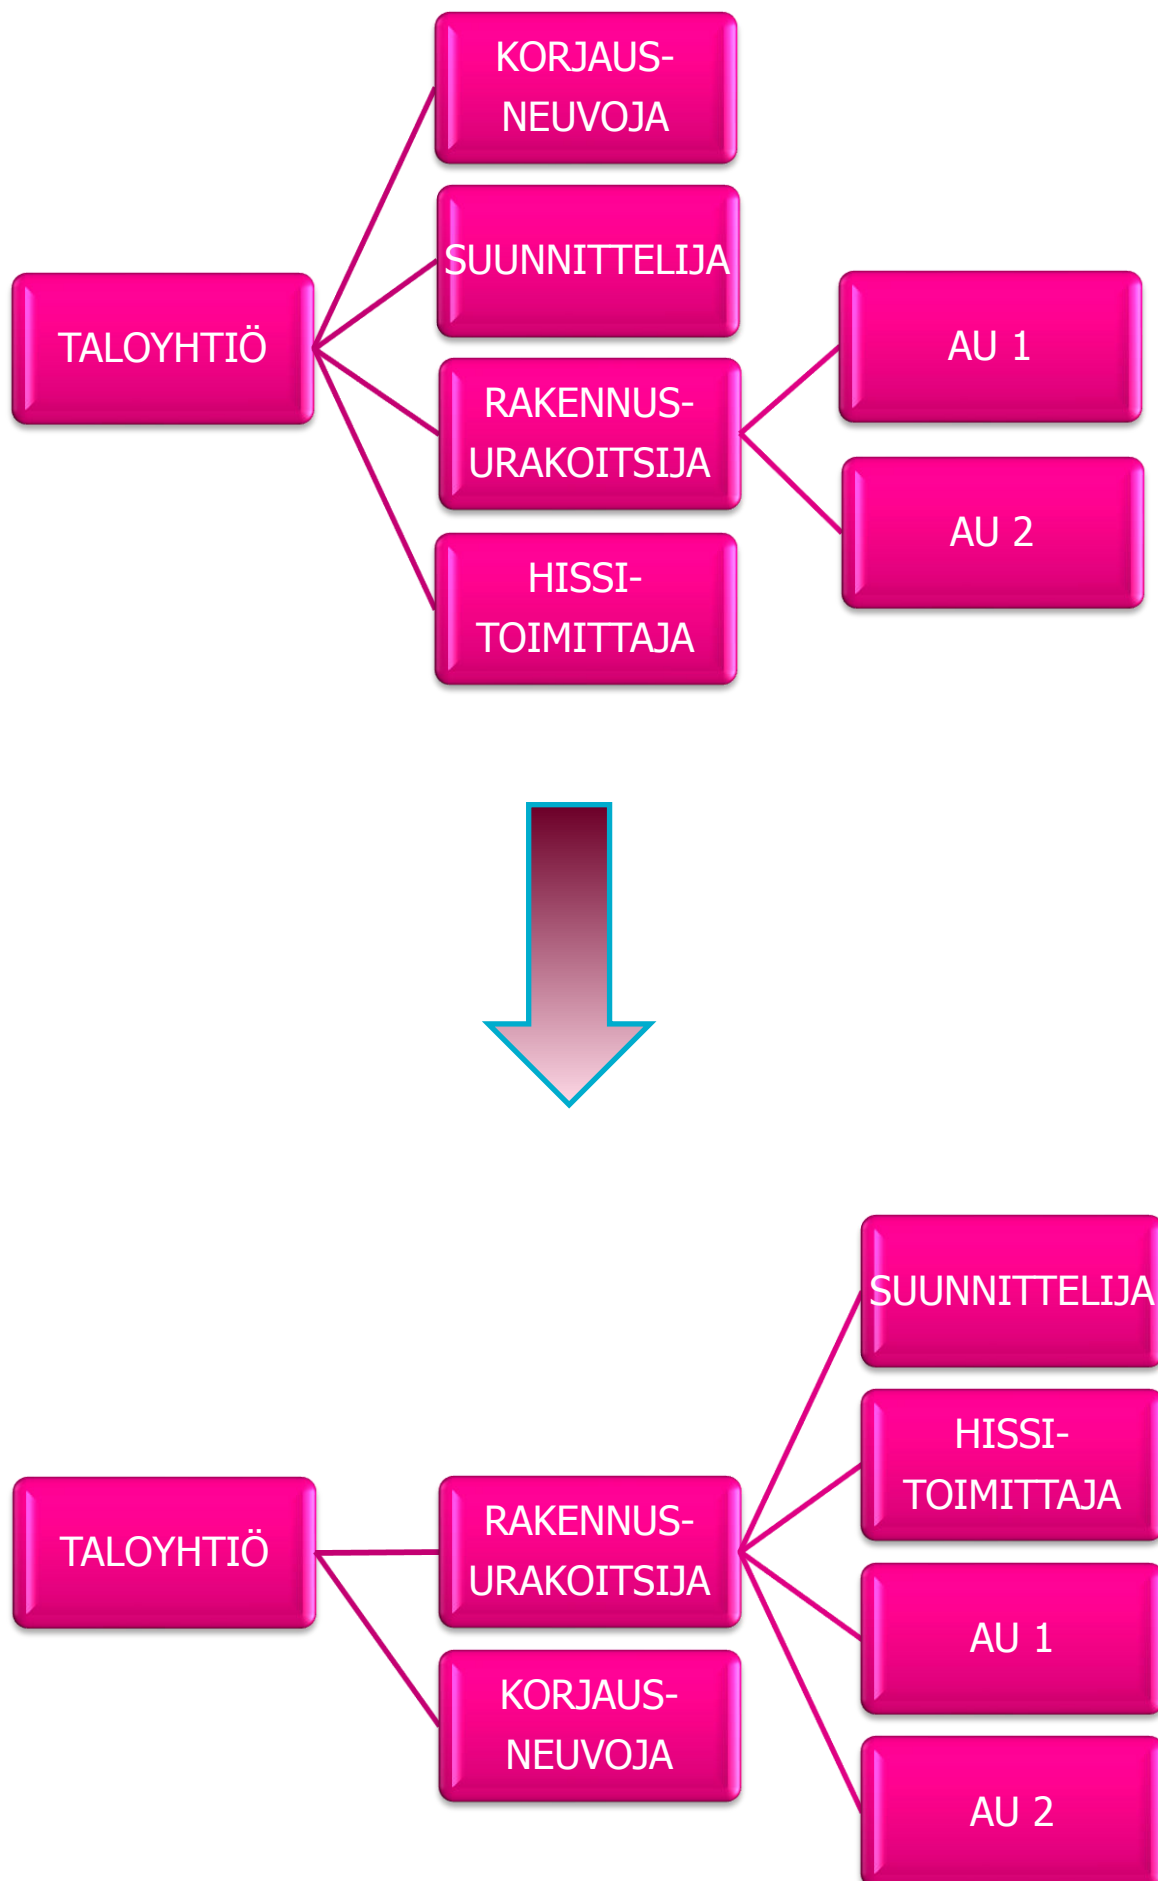 TALOYHTIÖ
KORJAUS-
NEUVOJA
SUUNNITTELIJA
RAKENNUS-
URAKOITSIJA
HISSI-
TOIMITTAJA
AU 1
AU 2
TALOYHTIÖ
RAKENNUS-
URAKOITSIJA
KORJAUS-
NEUVOJA
SUUNNITTELIJA
HISSI-
TOIMITTAJA
AU 1
AU 2